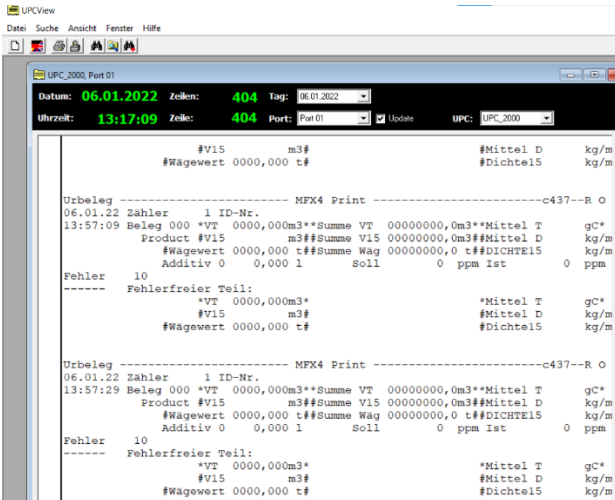 UPCView
Datei Suche Ansicht Fenster Hilfe
UPC_2000, Port 01
Datum: 06.01.2022 Zeilen: 404 Tag: 06.01.2022
Uhrzeit: 13:17:09 Zeile: 404 Port: Port 01 Update UPC: UPC_2000
#V15 m3# #Mittel D kg/m
#Wägewert 0000,000 t# #Dichte15 kg/m
Urbeleg ------------------------ MFX4 Print ---------------------c437--R O
06.01.22 Zähler 1 ID-Nr.
13:57:09 Beleg 000 *VT 0000,000m3**Summe VT 00000000,0m3**Mittel T gC*
Product #V15 m3##Summe V15 00000000,0m3##Mittel D kg/m
#Wägewert 0000,000 t##Summe Wäg 00000000,0 t##DICHTE15 kg/m
Additiv 0 0,000 l Soll 0 ppm Ist 0 ppm
Fehler 10
------ Fehlerfreier Teil:
*VT 0000,000m3* *Mittel T gC*
#V15 m3# #Mittel D kg/m
#Wägewert 0000,000 t# #Dichte15 kg/m
Urbeleg ------------------------ MFX4 Print ---------------------c437--R O
06.01.22 Zähler 1 ID-Nr.
13:57:29 Beleg 000 *VT 0000,000m3**Summe VT 00000000,0m3**Mittel T gC*
Product #V15 m3##Summe V15 00000000,0m3##Mittel D kg/m
#Wägewert 0000,000 t##Summe Wäg 00000000,0 t##DICHTE15 kg/m
Additiv 0 0,000 l Soll 0 ppm Ist 0 ppm
Fehler 10
------ Fehlerfreier Teil:
*VT 0000,000m3* *Mittel T gC*
#V15 m3# #Mittel D kg/m
#Wägewert 0000,000 t# #Dichte15 kg/m